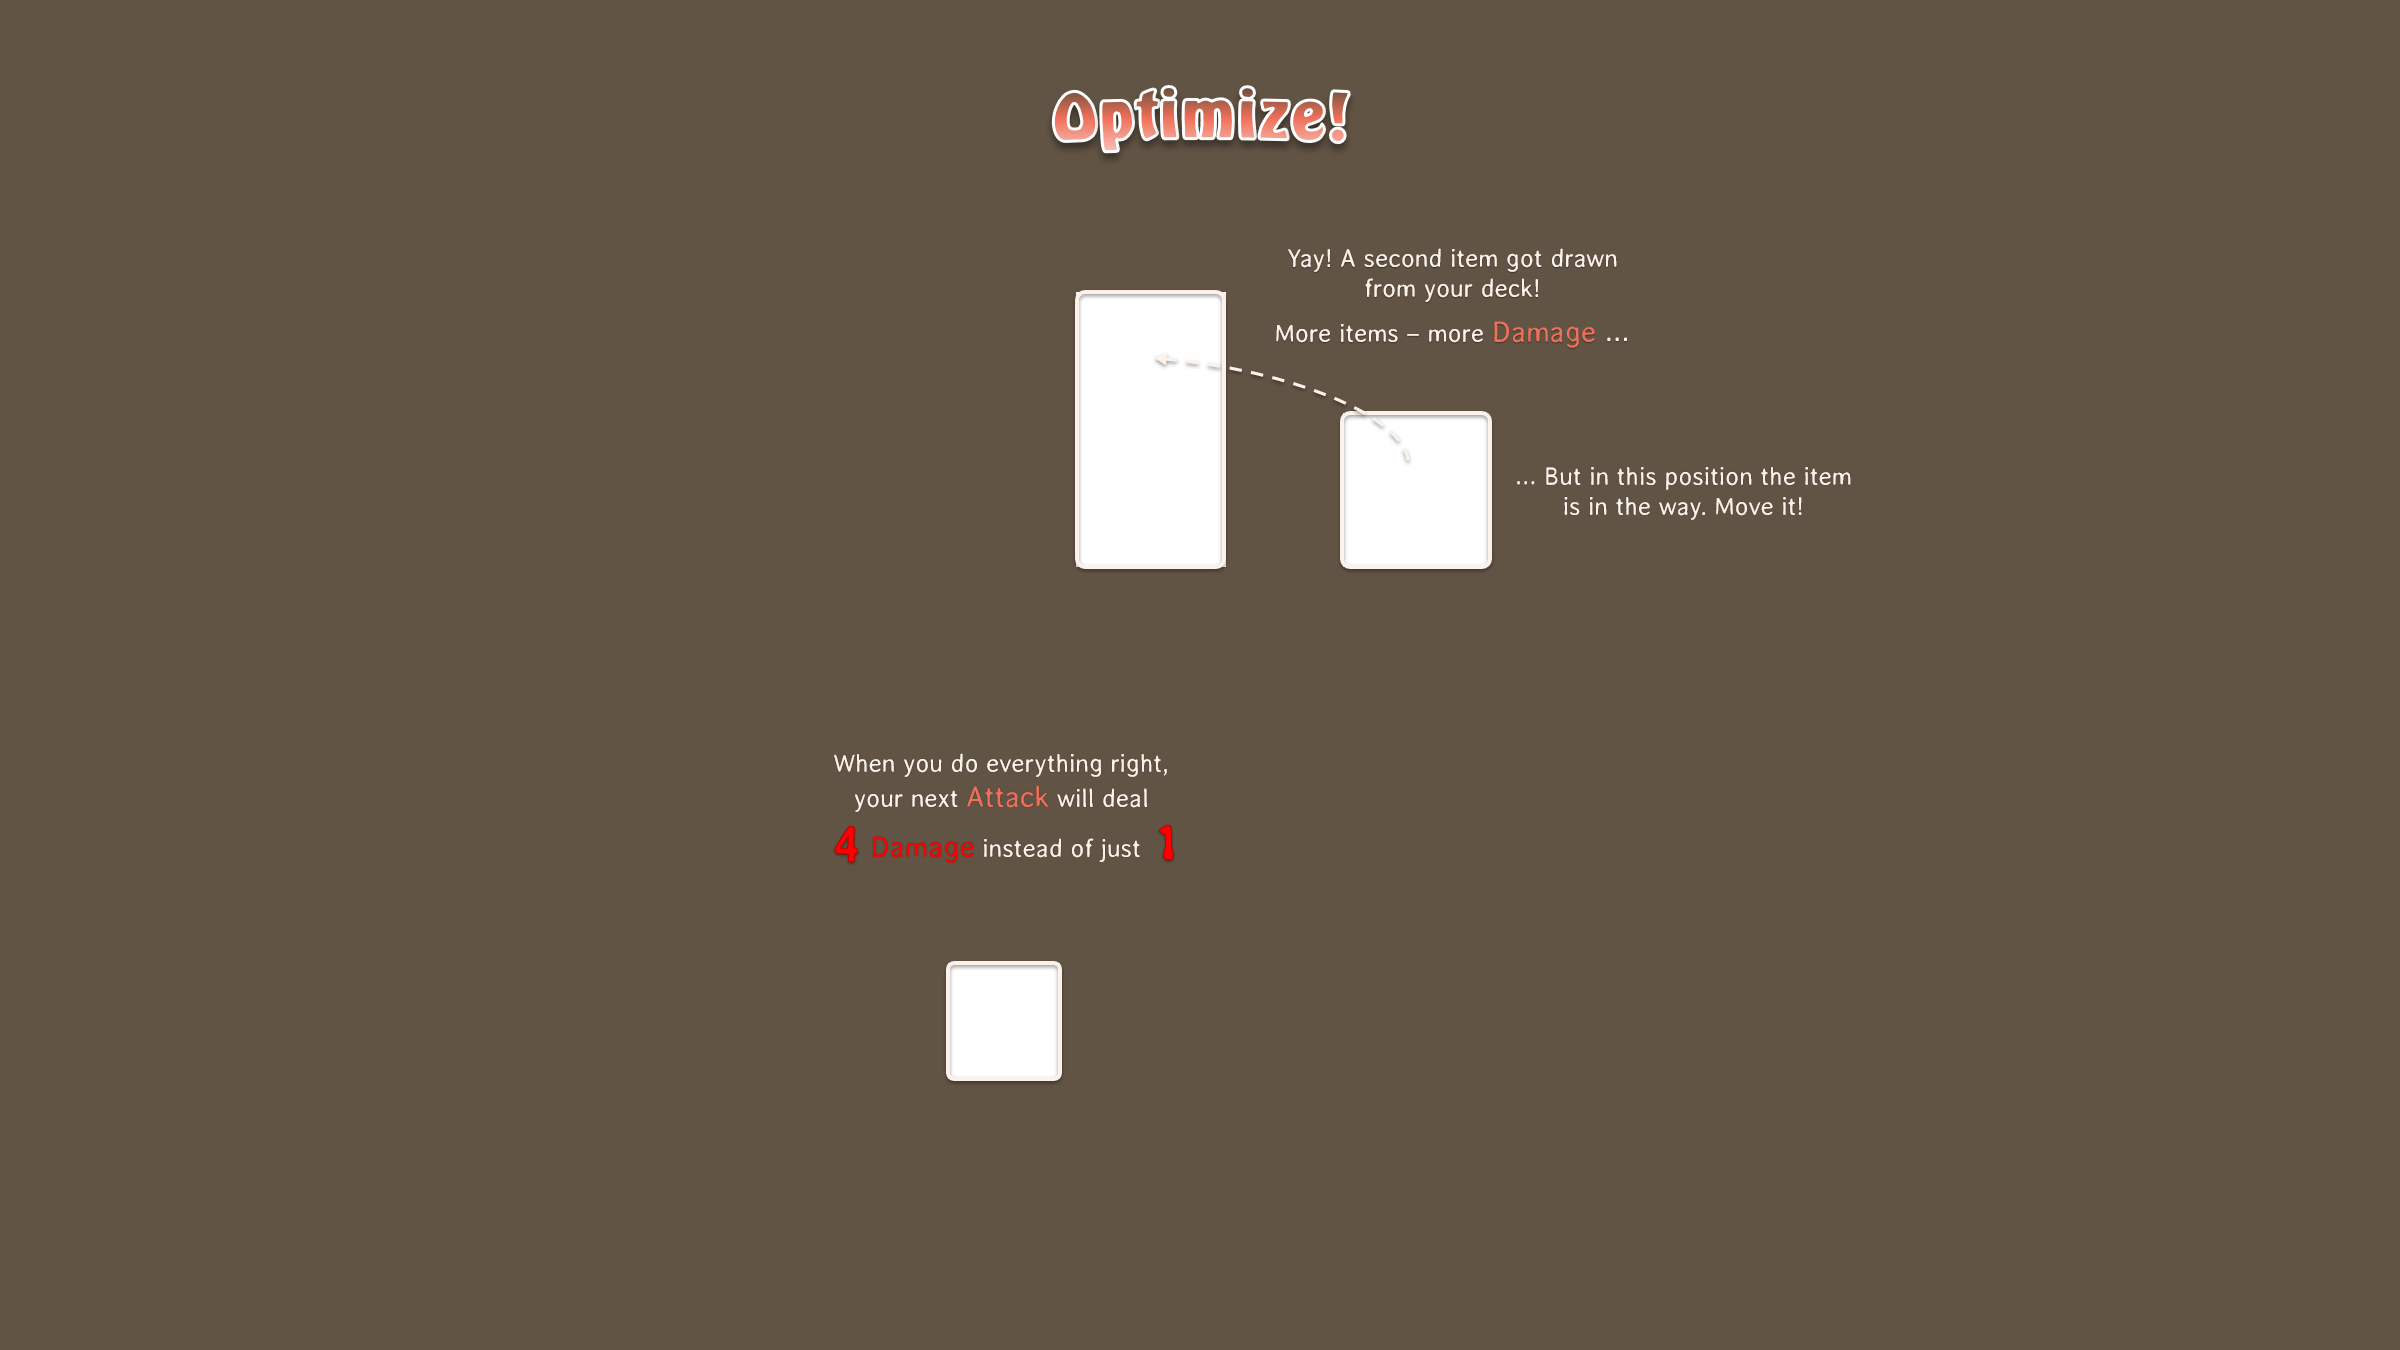 Optimize!
Yay! A second item got drawn
from your deck!
More items – more Damage ...
... But in this position the item
is in the way. Move it!
When you do everything right,
your next Attack will deal
4 Damage instead of just 1